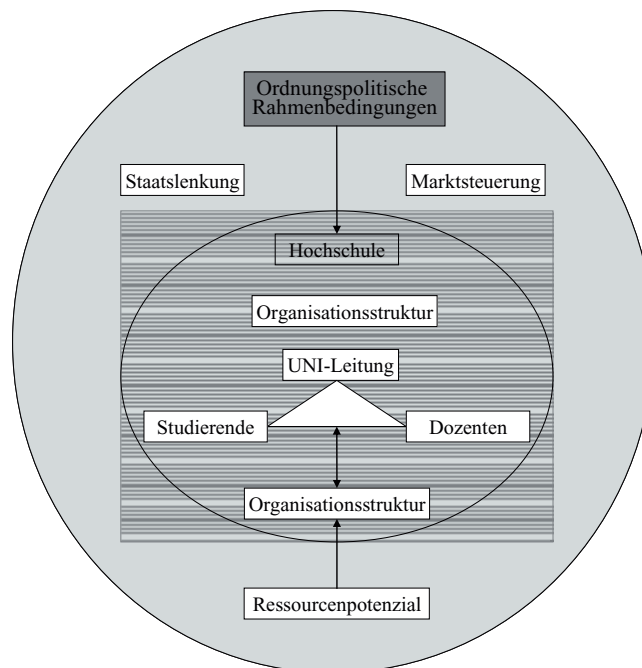 Ordnungspolitische
Rahmenbedingungen
Staatslenkung
Marktsteuerung
Hochschule
Organisationsstruktur
UNI-Leitung
Studierende
Dozenten
Organisationsstruktur
Ressourcenpotenzial